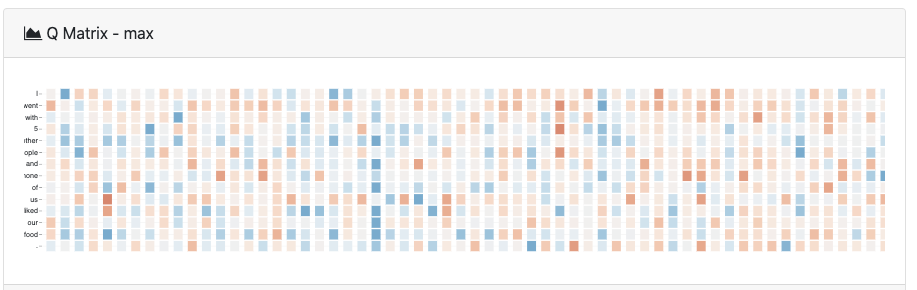 Q Matrix - max
I
went
with
5
ther
ople
and
none
of
us
liked
our
food
.